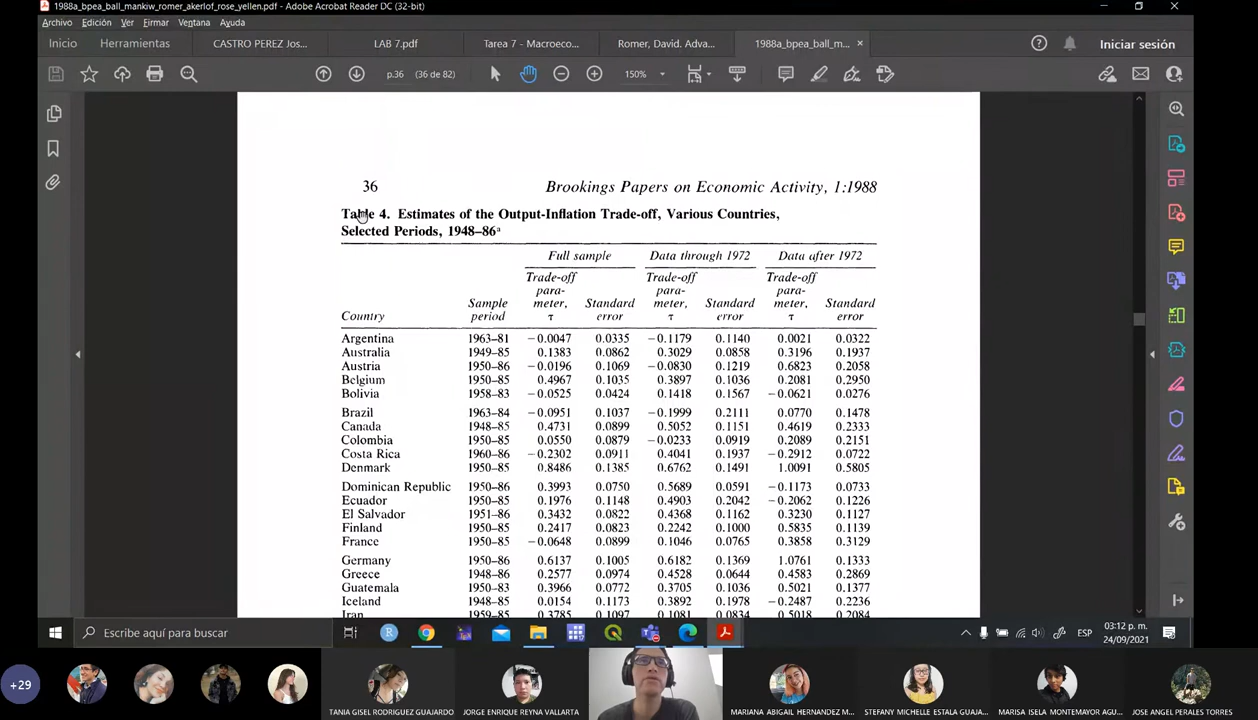 1988a_bpea_ball_mankiw_romer_akerlof_rose_yellen.pdf - Adobe Acrobat Reader DC (32-bit)
Archivo Edición Ver Firmar Ventana Ayuda
Inicio Herramientas CASTRO PEREZ Jos... LAB 7.pdf Tarea 7 - Macroeco... Romer, David. Adva... 1988a_bpea_ball_m... × Iniciar sesión
p.36 (36 de 82) 150%
36 Brookings Papers on Economic Activity, 1:1988
Table 4. Estimates of the Output-Inflation Trade-off, Various Countries,
Selected Periods, 1948–86ª
Full sample Data through 1972 Data after 1972
Trade-off Trade-off Trade-off
para- para- para-
Sample meter, Standard meter, Standard meter, Standard
Country period τ error τ error τ error
Argentina 1963–81 −0.0047 0.0335 −0.1179 0.1140 0.0021 0.0322
Australia 1949–85 0.1383 0.0862 0.3029 0.0858 0.3196 0.1937
Austria 1950–86 −0.0196 0.1069 −0.0830 0.1219 0.6823 0.2058
Belgium 1950–85 0.4967 0.1035 0.3897 0.1036 0.2081 0.2950
Bolivia 1958–83 −0.0525 0.0424 0.1418 0.1567 −0.0621 0.0276
Brazil 1963–84 −0.0951 0.1037 −0.1999 0.2111 0.0770 0.1478
Canada 1948–85 0.4731 0.0899 0.5052 0.1151 0.4619 0.2333
Colombia 1950–85 0.0550 0.0879 −0.0233 0.0919 0.2089 0.2151
Costa Rica 1960–86 −0.2302 0.0911 0.4041 0.1937 −0.2912 0.0722
Denmark 1950–85 0.8486 0.1385 0.6762 0.1491 1.0091 0.5805
Dominican Republic 1950–86 0.3993 0.0750 0.5689 0.0591 −0.1173 0.0733
Ecuador 1950–85 0.1976 0.1148 0.4903 0.2042 −0.2062 0.1226
El Salvador 1951–86 0.3432 0.0822 0.4368 0.1162 0.3230 0.1127
Finland 1950–85 0.2417 0.0823 0.2242 0.1000 0.5835 0.1139
France 1950–85 −0.0648 0.0899 0.1046 0.0765 0.3858 0.3129
Germany 1950–86 0.6137 0.1005 0.6182 0.1369 1.0761 0.1333
Greece 1948–86 0.2577 0.0974 0.4528 0.0644 0.4583 0.2869
Guatemala 1950–83 0.3966 0.0772 0.3705 0.1036 0.5021 0.1377
Iceland 1948–85 0.0154 0.1173 0.3892 0.1978 −0.2487 0.2236
Iran 1959–85 0.3785 0.1097 0.1081 0.0834 0.5018 0.2084
Escribe aquí para buscar ESP 03:12 p. m.
24/09/2021
+29 TANIA GISEL RODRIGUEZ GUAJARDO JORGE ENRIQUE REYNA VALLARTA MARIANA ABIGAIL HERNANDEZ M... STEFANY MICHELLE ESTALA GUAJA... MARISA ISELA MONTEMAYOR AGU... JOSE ANGEL PERALES TORRES